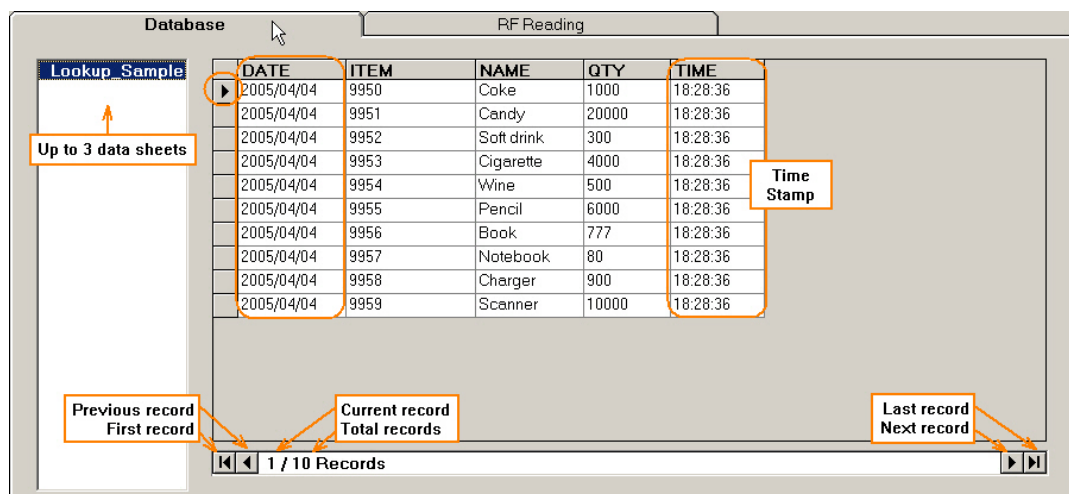 Database RF Reading
Lookup_Sample
DATE ITEM NAME QTY TIME
2005/04/04 9950 Coke 1000 18:28:36
2005/04/04 9951 Candy 20000 18:28:36
2005/04/04 9952 Soft drink 300 18:28:36
2005/04/04 9953 Cigarette 4000 18:28:36
2005/04/04 9954 Wine 500 18:28:36
2005/04/04 9955 Pencil 6000 18:28:36
2005/04/04 9956 Book 777 18:28:36
2005/04/04 9957 Notebook 80 18:28:36
2005/04/04 9958 Charger 900 18:28:36
2005/04/04 9959 Scanner 10000 18:28:36
Up to 3 data sheets
Time
Stamp
Previous record
First record
Current record
Total records
Last record
Next record
1 / 10 Records